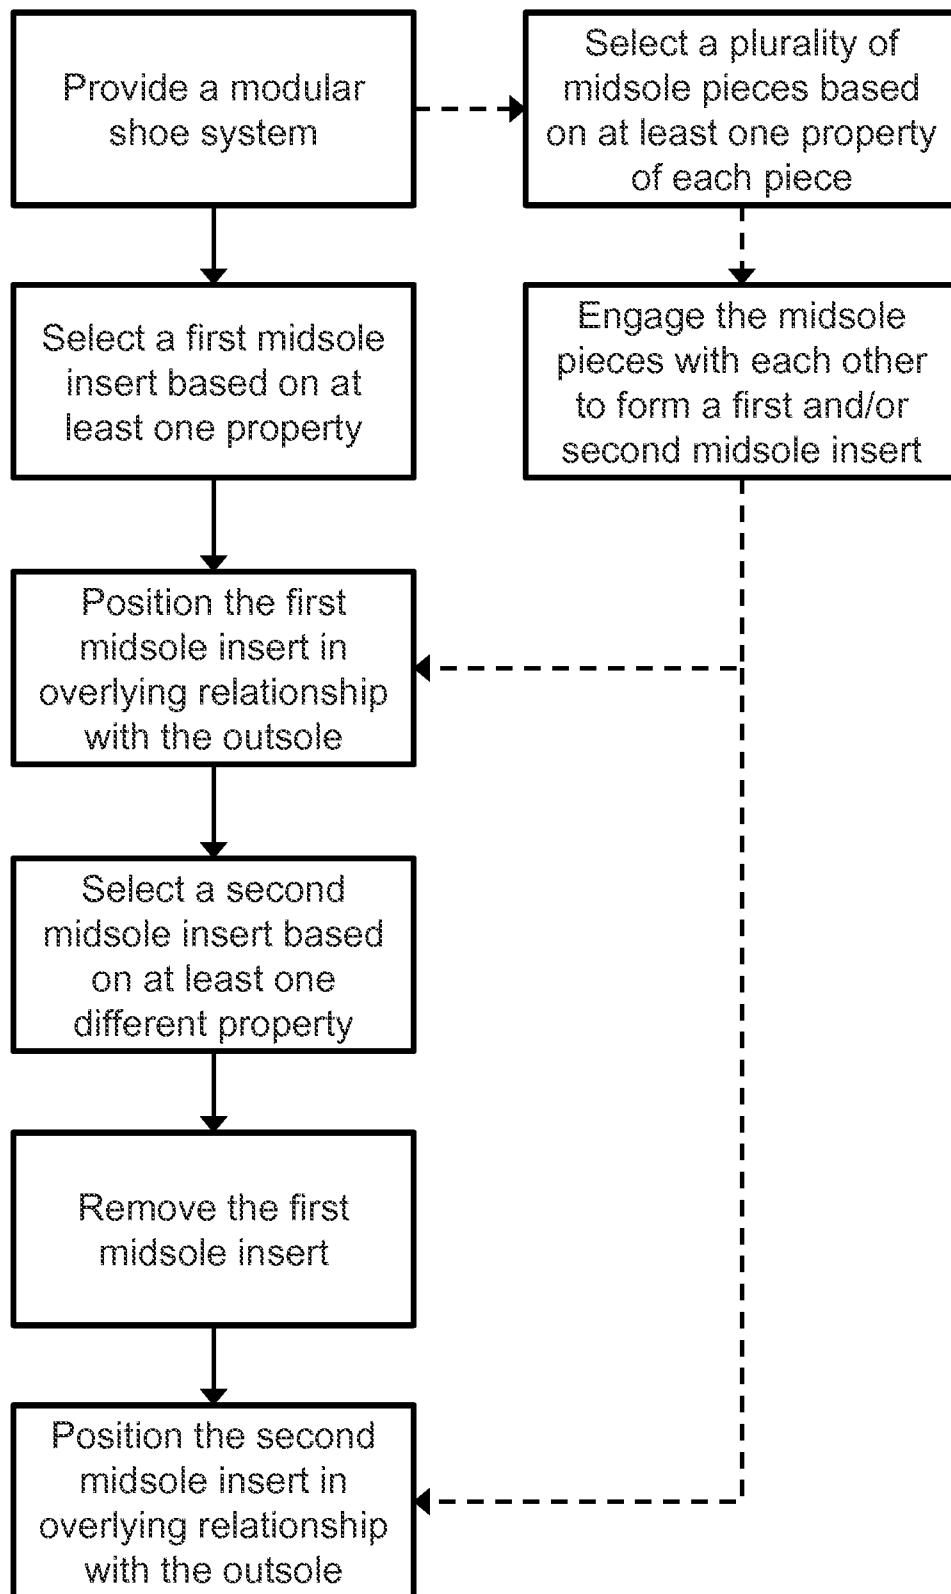 Provide a modular
shoe system
Select a plurality of
midsole pieces based
on at least one property
of each piece
Select a first midsole
insert based on at
least one property
Engage the midsole
pieces with each other
to form a first and/or
second midsole insert
Position the first
midsole insert in
overlying relationship
with the outsole
Select a second
midsole insert based
on at least one
different property
Remove the first
midsole insert
Position the second
midsole insert in
overlying relationship
with the outsole